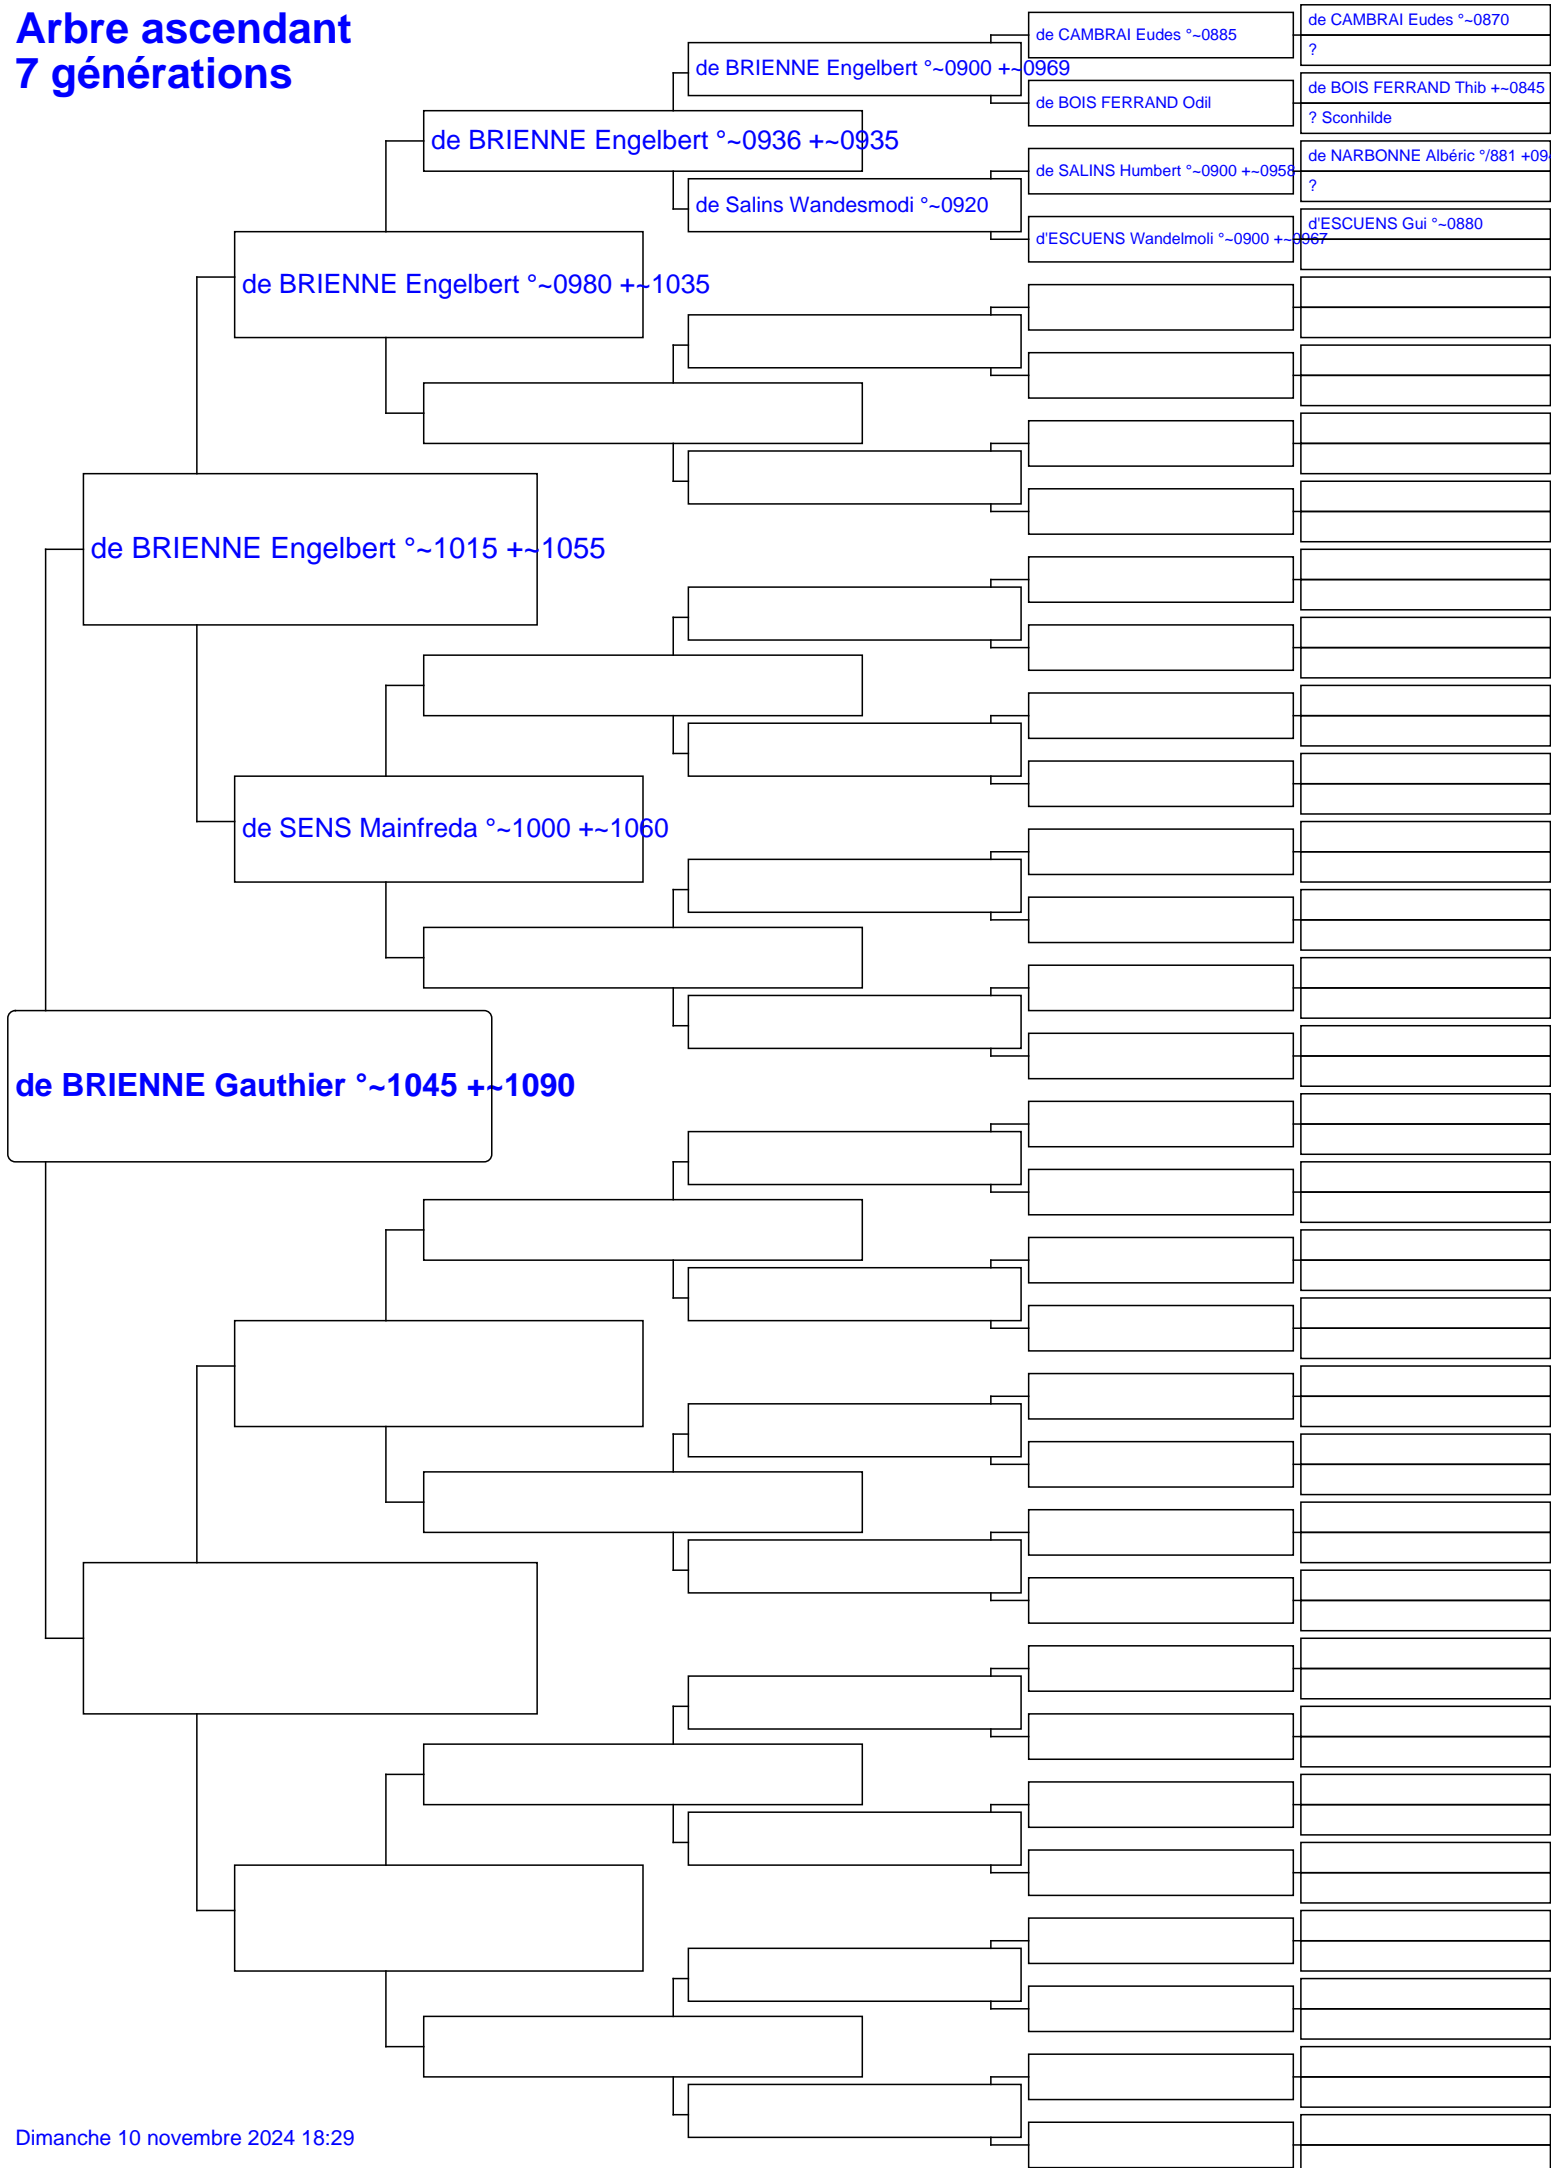 Arbre ascendant
7 générations
de CAMBRAI Eudes °~0870
de CAMBRAI Eudes °~0885
?
de BRIENNE Engelbert °~0900 +~0969
de BOIS FERRAND Thib +~0845
de BOIS FERRAND Odil
? Sconhilde
de BRIENNE Engelbert °~0936 +~0935
de NARBONNE Albéric °/881 +094
de SALINS Humbert °~0900 +~0958
?
de Salins Wandesmodi °~0920
d'ESCUENS Gui °~0880
d'ESCUENS Wandelmoli °~0900 +~0967
de BRIENNE Engelbert °~0980 +~1035
de BRIENNE Engelbert °~1015 +~1055
de SENS Mainfreda °~1000 +~1060
de BRIENNE Gauthier °~1045 +~1090
Dimanche 10 novembre 2024 18:29